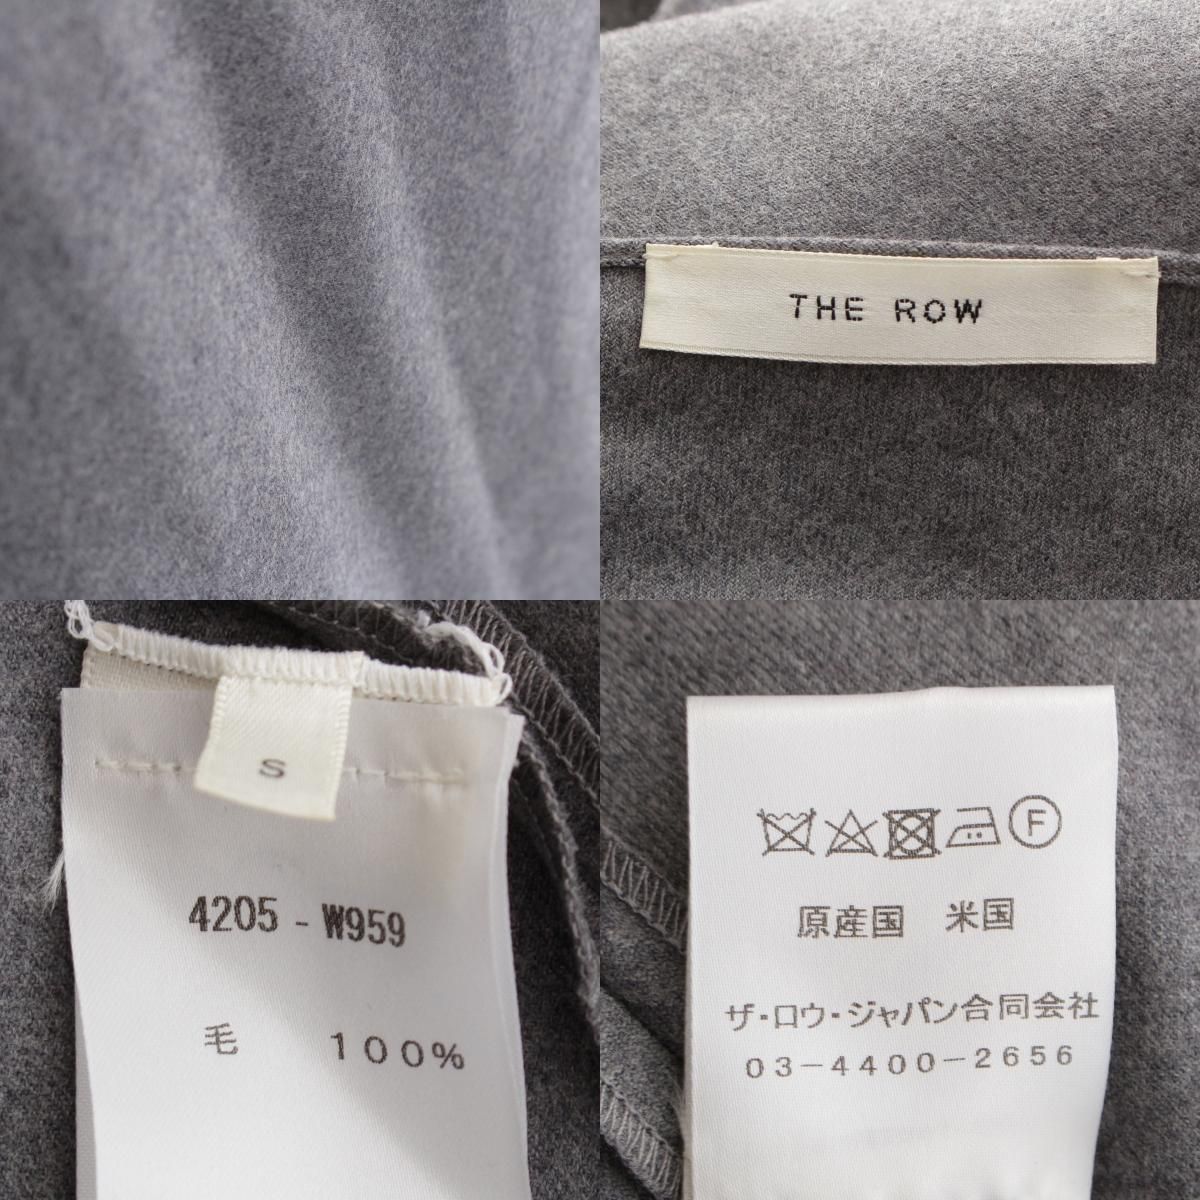 THE ROW
S
4205 - W959
毛 100%
F
原産国 米国
ザ・ロウ・ジャパン合同会社
03-4400-2656